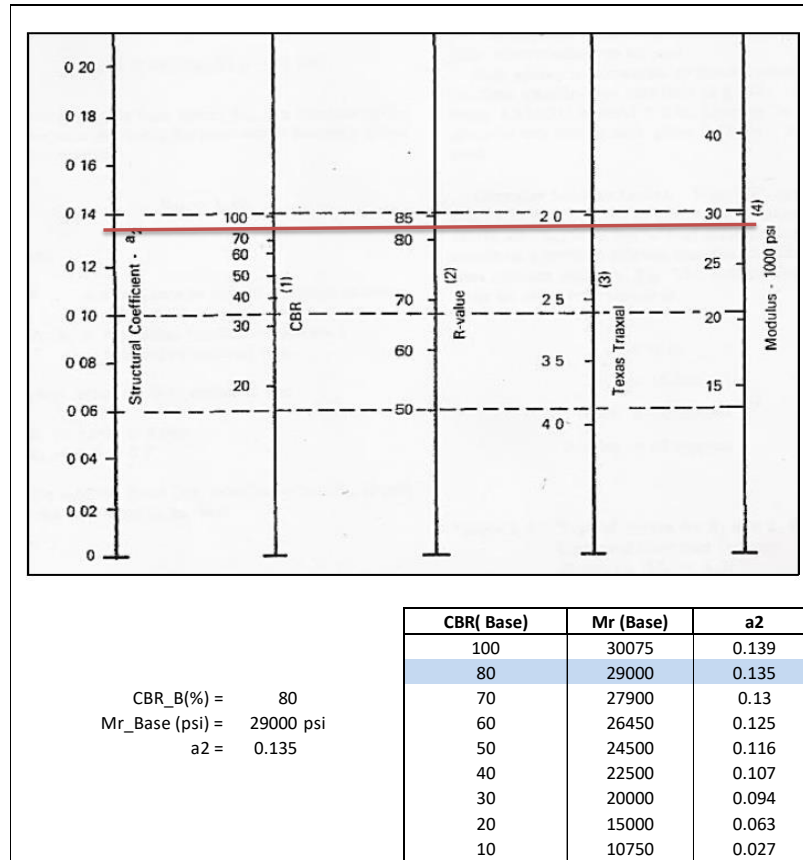 0 20
0 18
0 16
0 14
0 12
0 10
0 08
0 06
0 04
0 02
0
Structural Coefficient - a2
100
70
60
50
40
30
20
(1)
CBR
85
80
70
60
50
(2)
R-value
2 0
2 5
3 5
4 0
(3)
Texas Triaxial
40
30
25
20
15
(4)
Modulus - 1000 psi
CBR_B(%) = 80
Mr_Base (psi) = 29000 psi
a2 = 0.135
CBR( Base) Mr (Base) a2
100 30075 0.139
80 29000 0.135
70 27900 0.13
60 26450 0.125
50 24500 0.116
40 22500 0.107
30 20000 0.094
20 15000 0.063
10 10750 0.027